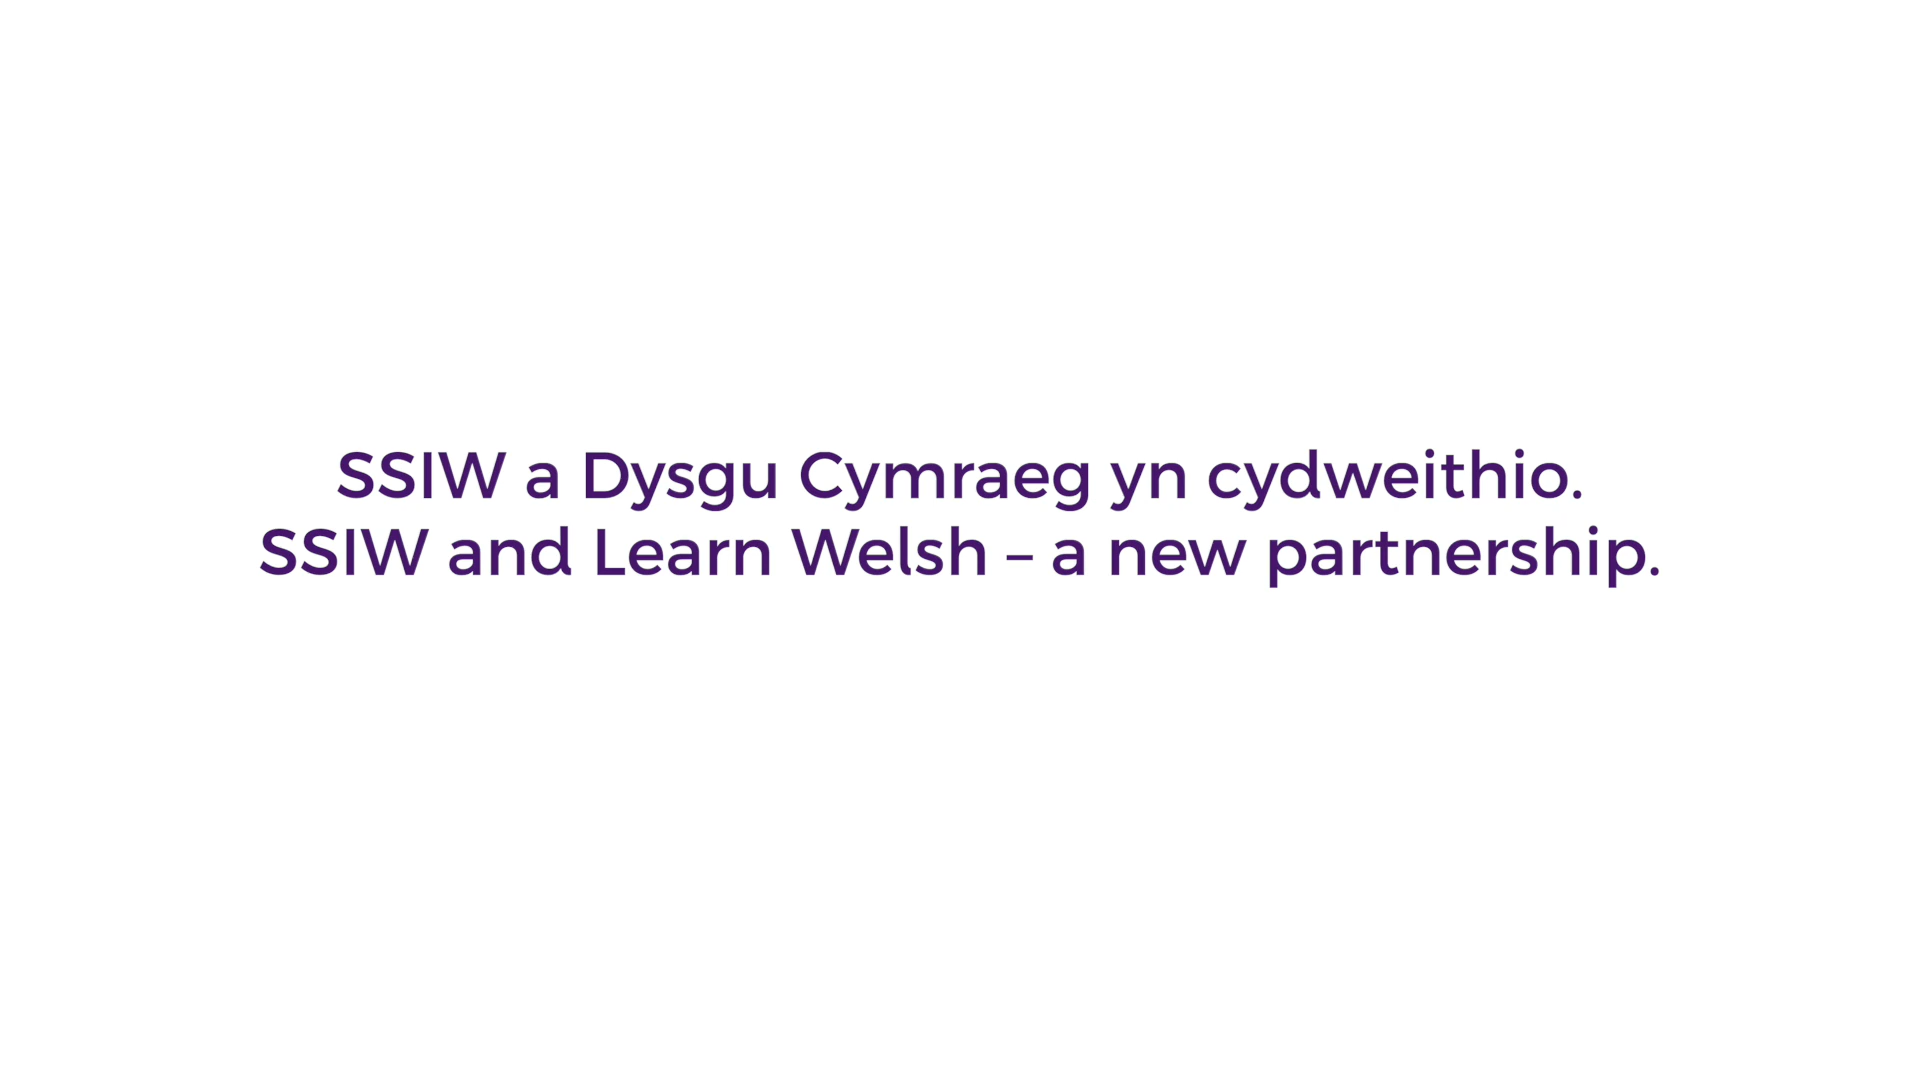 SSIW a Dysgu Cymraeg yn cydweithio.
SSIW and Learn Welsh – a new partnership.